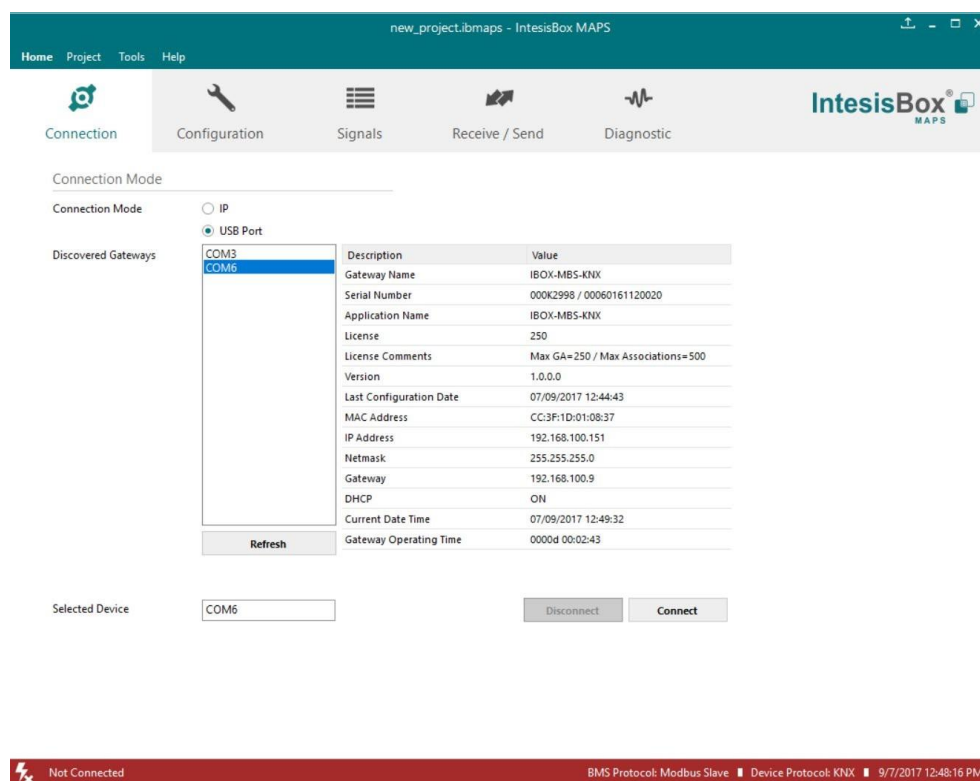 new_project.ibmaps - IntesisBox MAPS
Home Project Tools Help
Connection Configuration Signals Receive / Send Diagnostic
IntesisBox®
MAPS
Connection Mode
Connection Mode IP
USB Port
Discovered Gateways
COM3
COM6
Description Value
Gateway Name IBOX-MBS-KNX
Serial Number 000K2998 / 00060161120020
Application Name IBOX-MBS-KNX
License 250
License Comments Max GA=250 / Max Associations=500
Version 1.0.0.0
Last Configuration Date 07/09/2017 12:44:43
MAC Address CC:3F:1D:01:08:37
IP Address 192.168.100.151
Netmask 255.255.255.0
Gateway 192.168.100.9
DHCP ON
Current Date Time 07/09/2017 12:49:32
Gateway Operating Time 0000d 00:02:43
Refresh
Selected Device COM6 Disconnect Connect
Not Connected BMS Protocol: Modbus Slave Device Protocol: KNX 9/7/2017 12:48:16 PM